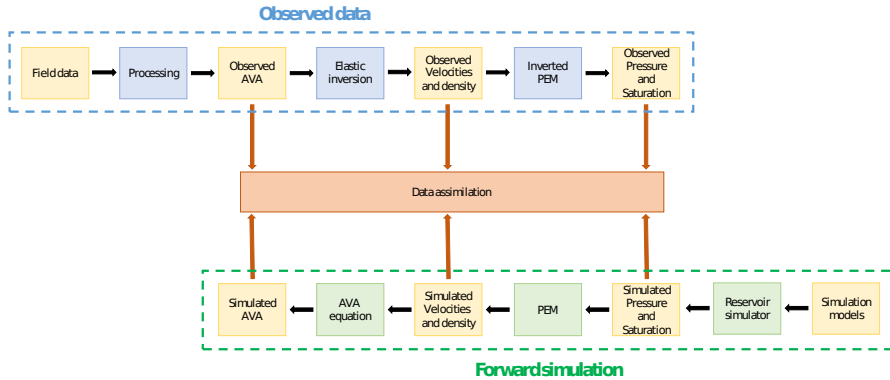 Observed data
Field data
Processing
Observed
AVA
Elastic
inversion
Observed
Velocities
and density
Inverted
PEM
Observed
Pressure
and
Saturation
Data assimilation
Simulated
AVA
AVA
equation
Simulated
Velocities
and density
PEM
Simulated
Pressure
and
Saturation
Reservoir
simulator
Simulation
models
Forward simulation